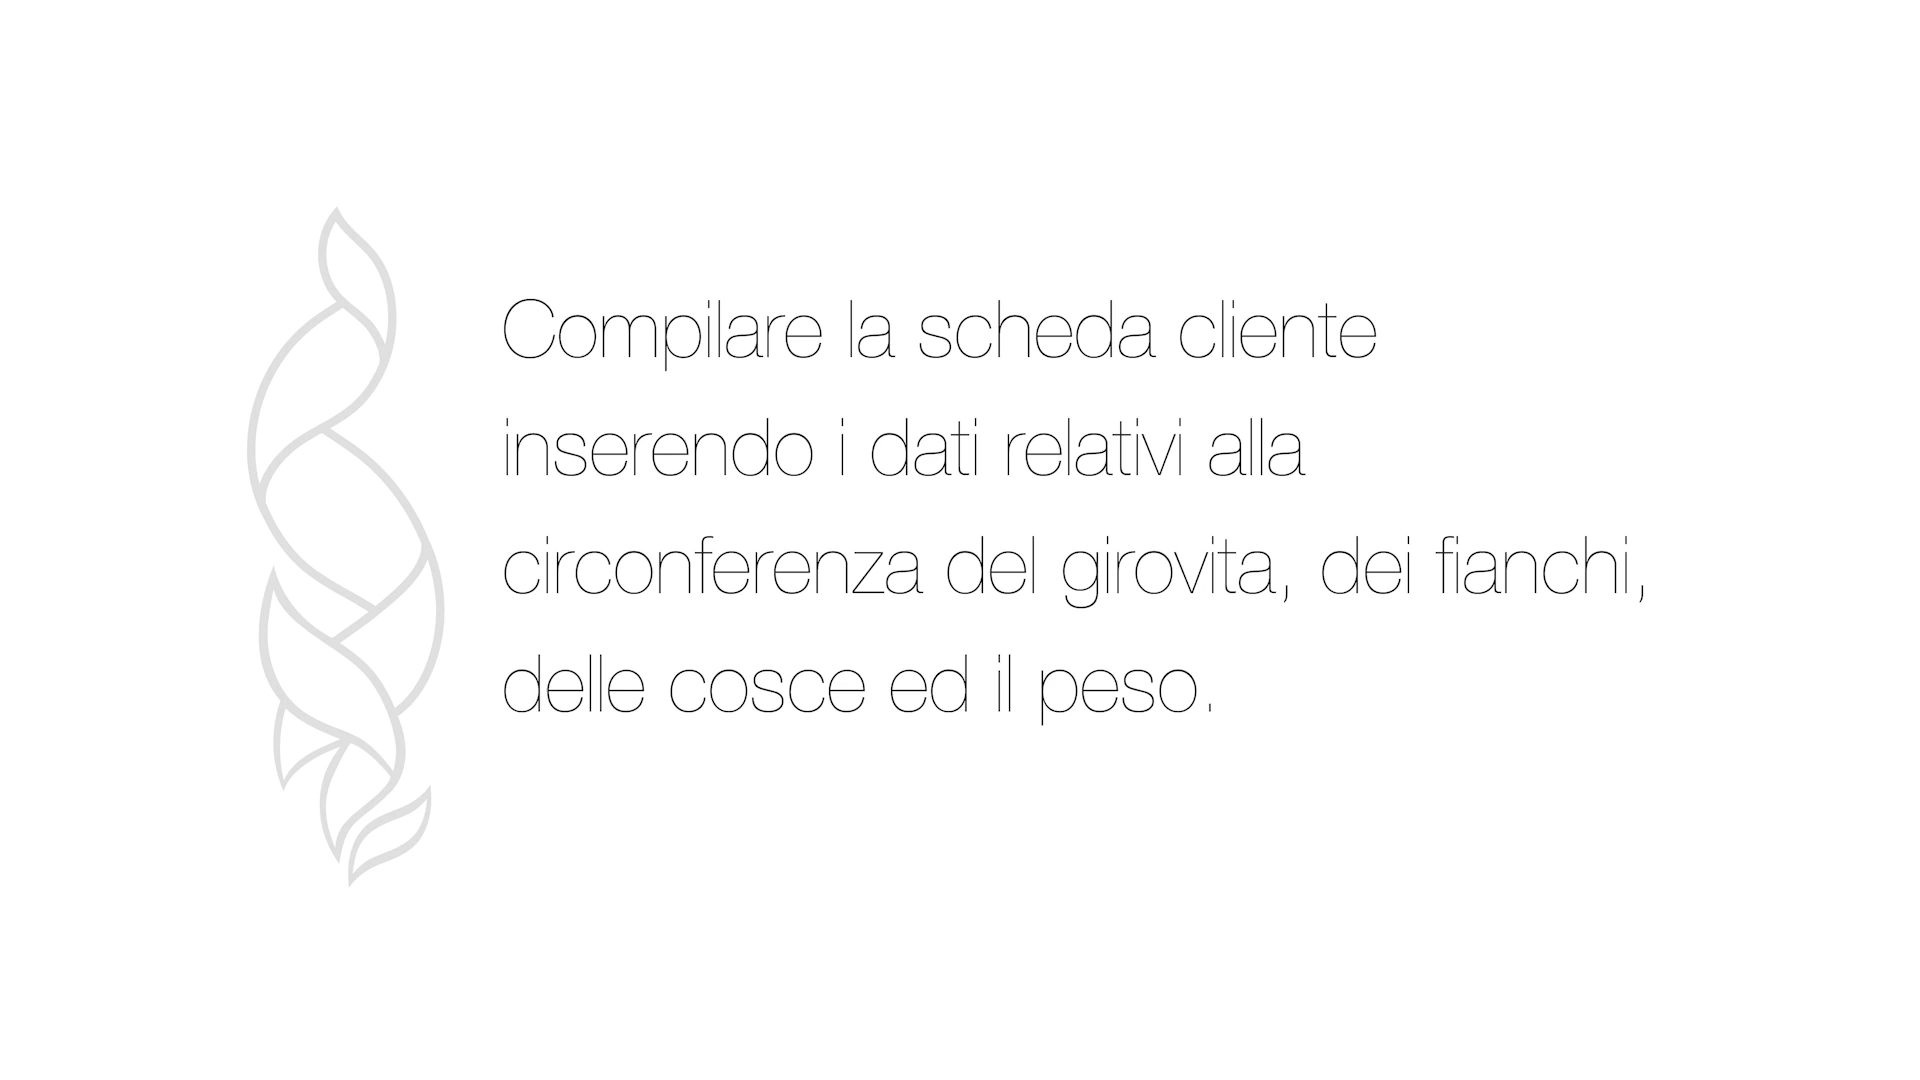 Compilare la scheda cliente
inserendo i dati relativi alla
circonferenza del girovita, dei fianchi,
delle cosce ed il peso.